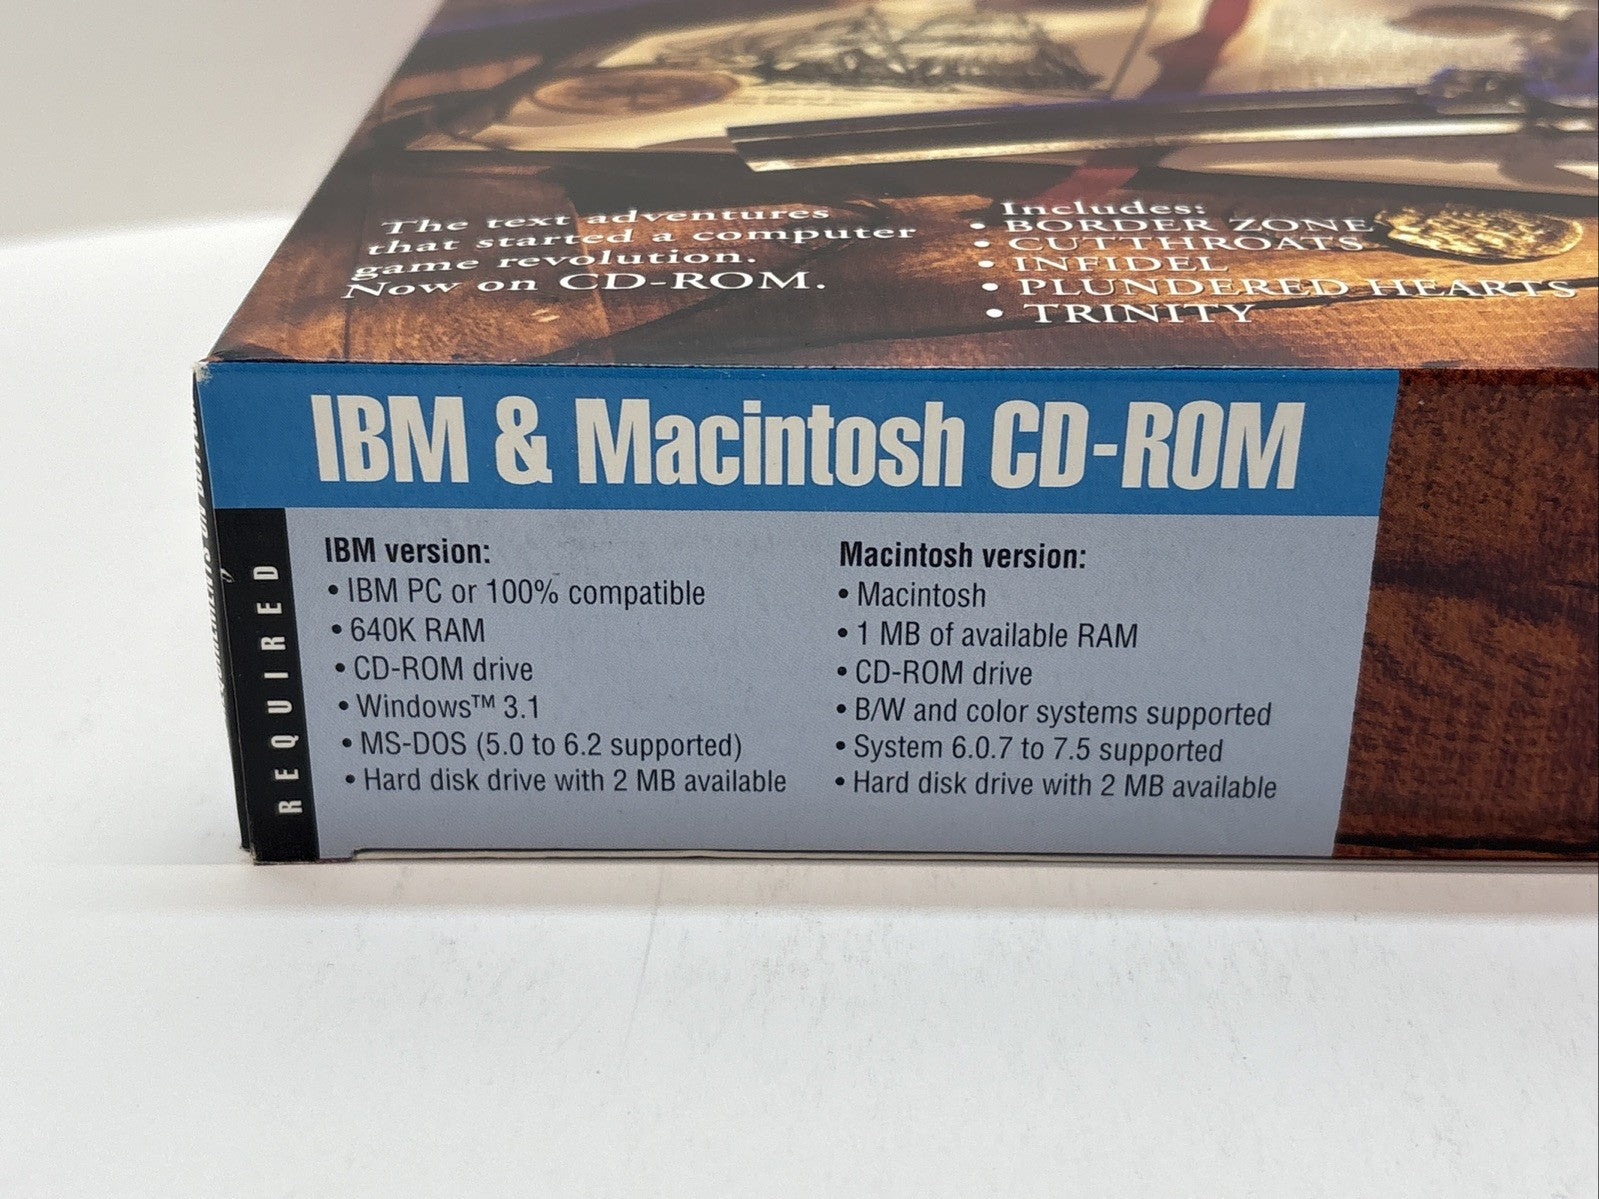 The text adventures
that started a computer
game revolution.
Now on CD-ROM.
Includes:
• BORDER ZONE
• CUTTHROATS
• INFIDEL
• PLUNDERED HEARTS
• TRINITY
IBM & Macintosh CD-ROM
REQUIRED
IBM version:
• IBM PC or 100% compatible
• 640K RAM
• CD-ROM drive
• Windows™ 3.1
• MS-DOS (5.0 to 6.2 supported)
• Hard disk drive with 2 MB available
Macintosh version:
• Macintosh
• 1 MB of available RAM
• CD-ROM drive
• B/W and color systems supported
• System 6.0.7 to 7.5 supported
• Hard disk drive with 2 MB available